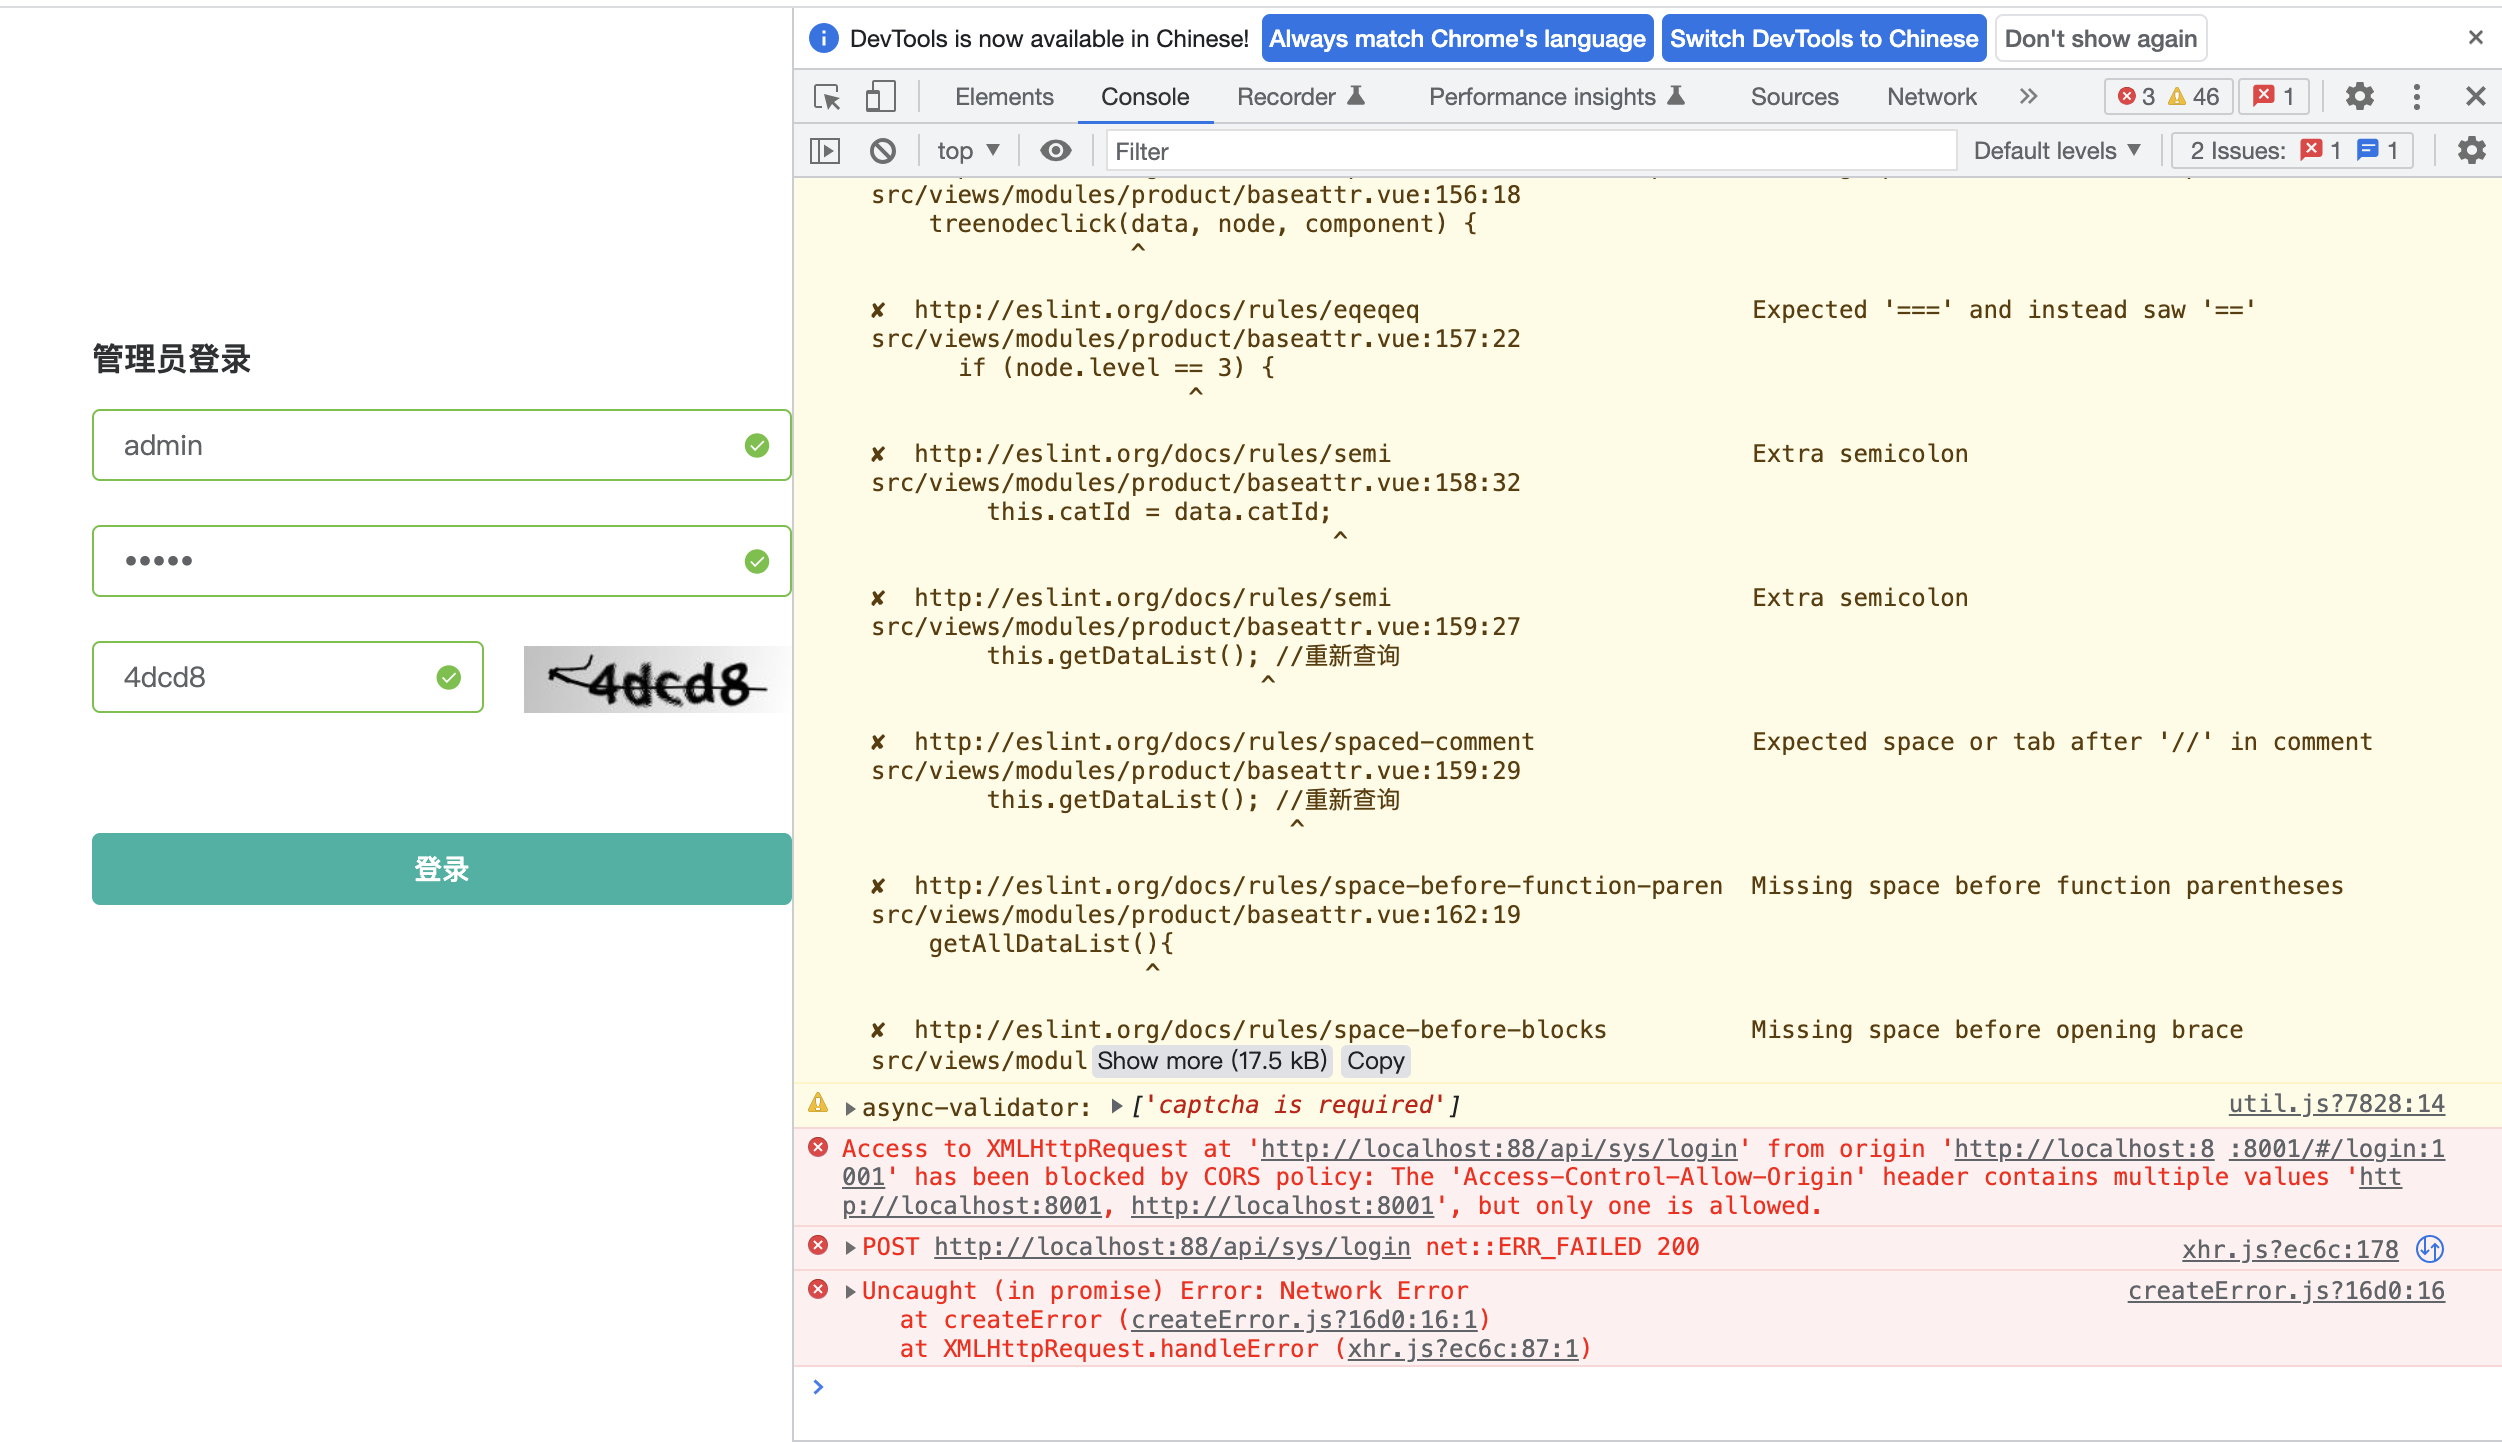 管理员登录
admin
•••••
4dcd8
4dcd8
登录
DevTools is now available in Chinese! Always match Chrome's language Switch DevTools to Chinese Don't show again
Elements Console Recorder Performance insights Sources Network 3 46 1
top Filter Default levels 2 Issues: 1 1
src/views/modules/product/baseattr.vue:156:18
treenodeclick(data, node, component) {
^
✘ http://eslint.org/docs/rules/eqeqeq Expected '===' and instead saw '=='
src/views/modules/product/baseattr.vue:157:22
if (node.level == 3) {
^
✘ http://eslint.org/docs/rules/semi Extra semicolon
src/views/modules/product/baseattr.vue:158:32
this.catId = data.catId;
^
✘ http://eslint.org/docs/rules/semi Extra semicolon
src/views/modules/product/baseattr.vue:159:27
this.getDataList(); //重新查询
^
✘ http://eslint.org/docs/rules/spaced-comment Expected space or tab after '//' in comment
src/views/modules/product/baseattr.vue:159:29
this.getDataList(); //重新查询
^
✘ http://eslint.org/docs/rules/space-before-function-paren Missing space before function parentheses
src/views/modules/product/baseattr.vue:162:19
getAllDataList(){
^
✘ http://eslint.org/docs/rules/space-before-blocks Missing space before opening brace
src/views/modul Show more (17.5 kB) Copy
async-validator: ['captcha is required'] util.js?7828:14
Access to XMLHttpRequest at 'http://localhost:88/api/sys/login' from origin 'http://localhost:8 :8001/#/login:1
001' has been blocked by CORS policy: The 'Access-Control-Allow-Origin' header contains multiple values 'htt
p://localhost:8001, http://localhost:8001', but only one is allowed.
POST http://localhost:88/api/sys/login net::ERR_FAILED 200 xhr.js?ec6c:178
Uncaught (in promise) Error: Network Error createError.js?16d0:16
at createError (createError.js?16d0:16:1)
at XMLHttpRequest.handleError (xhr.js?ec6c:87:1)